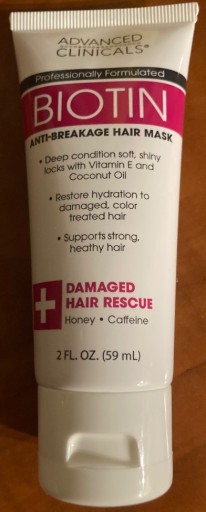 ADVANCED
CLINICALS®
Professionally Formulated
BIOTIN
ANTI-BREAKAGE HAIR MASK
• Deep condition soft, shiny
locks with Vitamin E and
Coconut Oil
• Restore hydration to
damaged, color
treated hair
• Supports strong,
heathy hair
DAMAGED
HAIR RESCUE
Honey • Caffeine
2 FL. OZ. (59 mL)